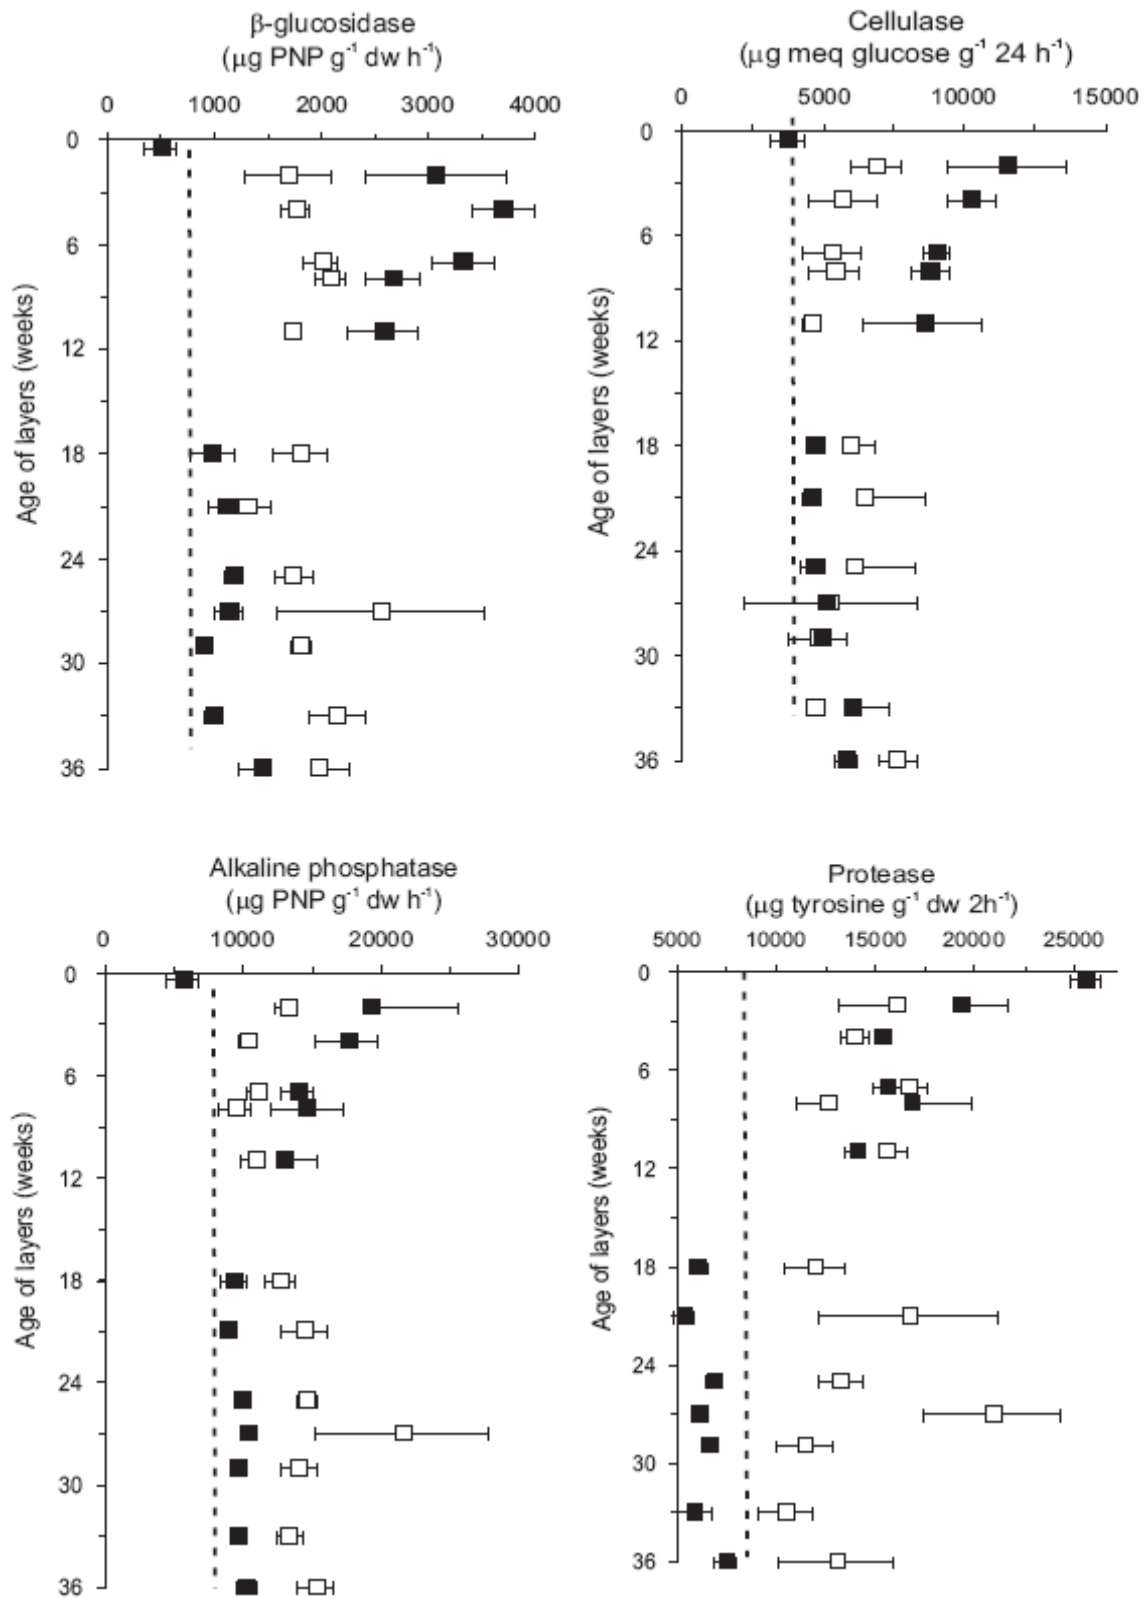 β-glucosidase
(μg PNP g⁻¹ dw h⁻¹)
0 1000 2000 3000 4000
Age of layers (weeks)
0
6
12
18
24
30
36
Cellulase
(μg meq glucose g⁻¹ 24 h⁻¹)
0 5000 10000 15000
Age of layers (weeks)
0
6
12
18
24
30
36
Alkaline phosphatase
(μg PNP g⁻¹ dw h⁻¹)
0 10000 20000 30000
Age of layers (weeks)
0
6
12
18
24
30
36
Protease
(μg tyrosine g⁻¹ dw 2h⁻¹)
5000 10000 15000 20000 25000
Age of layers (weeks)
0
6
12
18
24
30
36